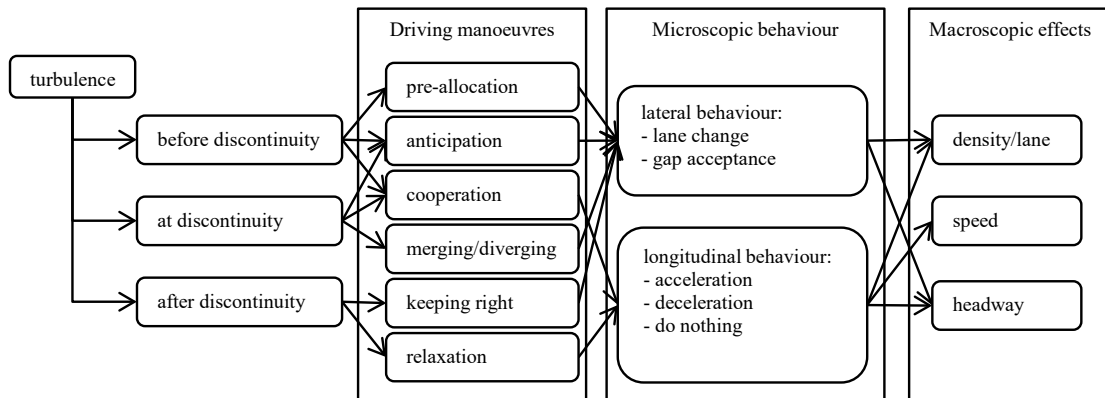 Driving manoeuvres
Microscopic behaviour
Macroscopic effects
turbulence
before discontinuity
at discontinuity
after discontinuity
pre-allocation
anticipation
cooperation
merging/diverging
keeping right
relaxation
lateral behaviour:
- lane change
- gap acceptance
longitudinal behaviour:
- acceleration
- deceleration
- do nothing
density/lane
speed
headway